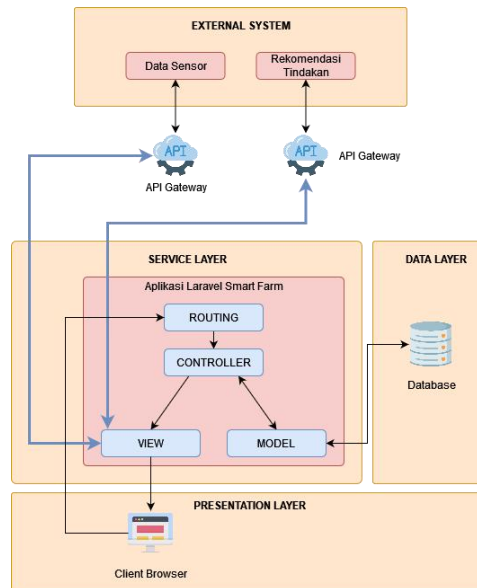 EXTERNAL SYSTEM
Data Sensor
Rekomendasi
Tindakan
API
API
API Gateway
API Gateway
SERVICE LAYER
DATA LAYER
Aplikasi Laravel Smart Farm
ROUTING
CONTROLLER
Database
VIEW
MODEL
PRESENTATION LAYER
Client Browser